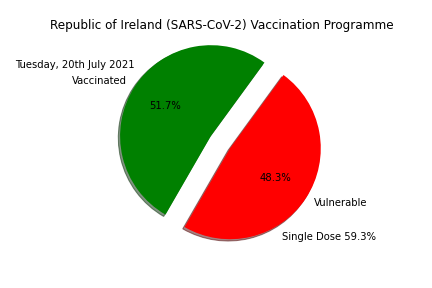 Republic of Ireland (SARS-CoV-2) Vaccination Programme
Tuesday, 20th July 2021
Vaccinated
51.7%
48.3%
Vulnerable
Single Dose 59.3%